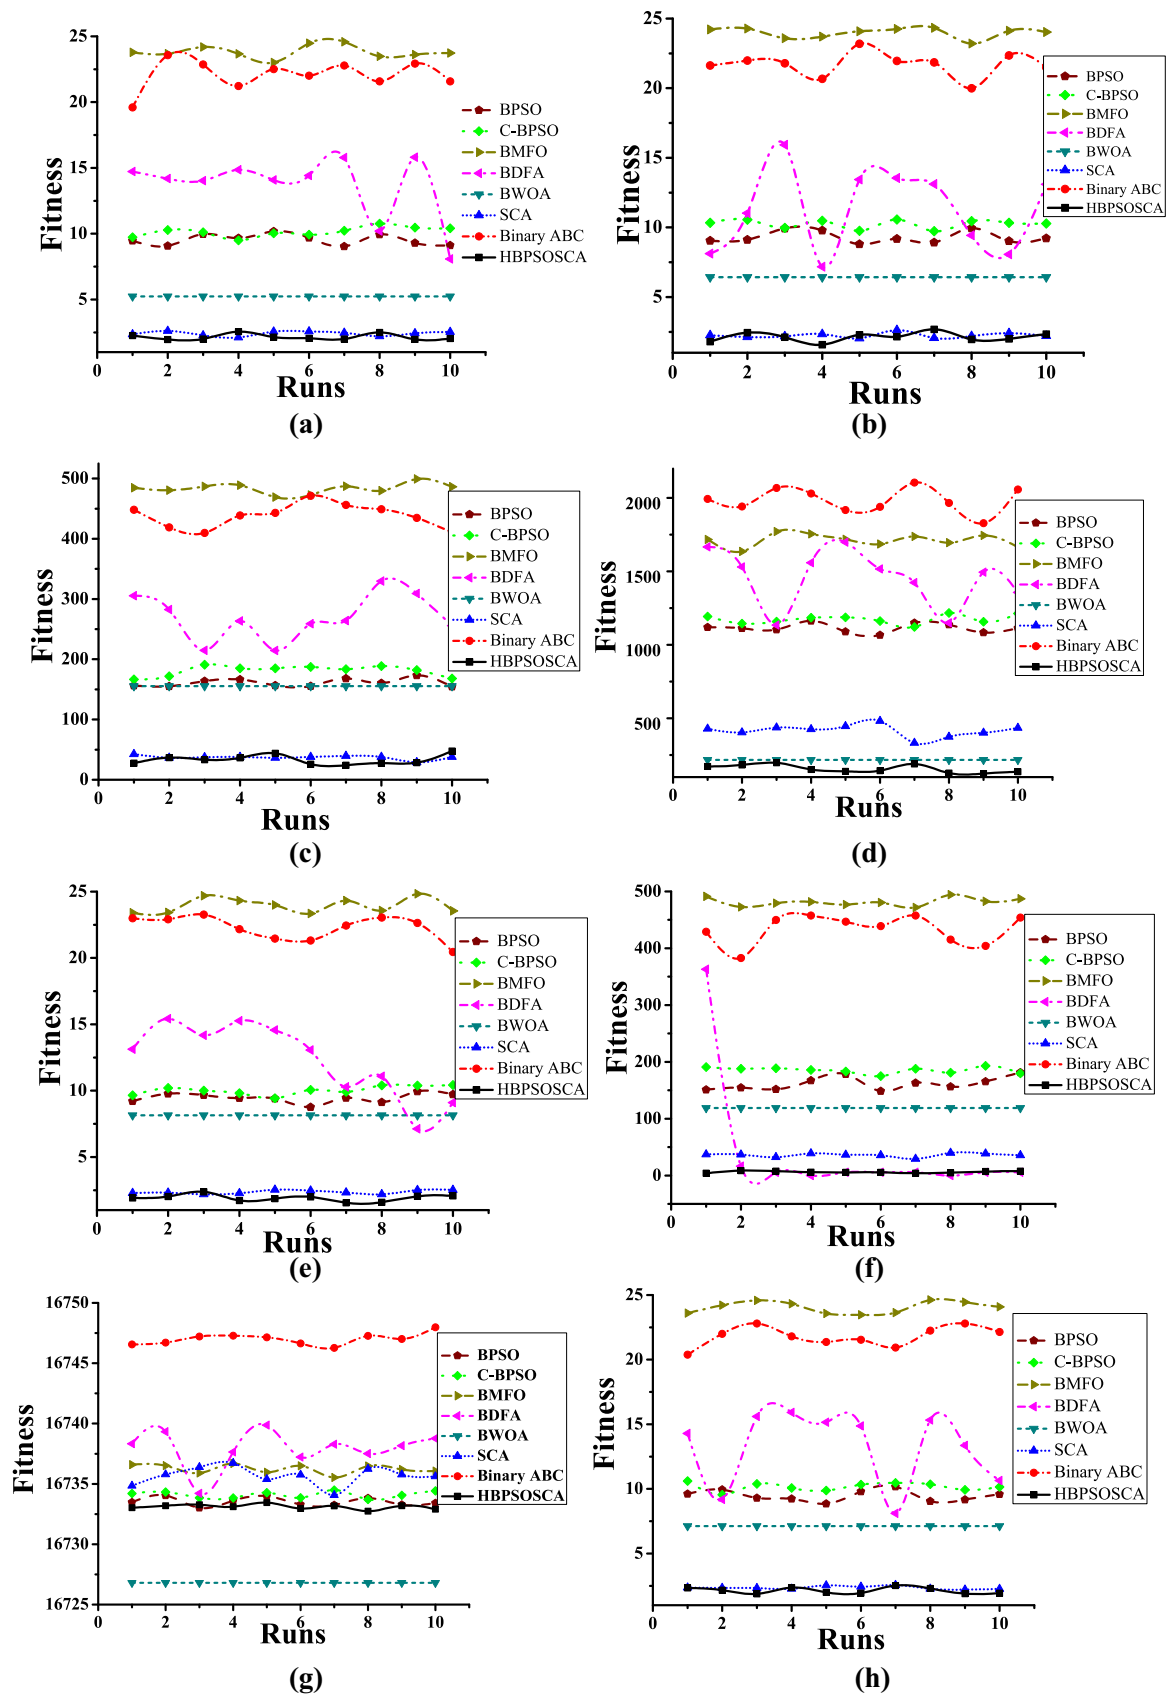 25
20
15
10
5
0
2
4
6
8
10
Fitness
Runs
BPSO
C-BPSO
BMFO
BDFA
BWOA
SCA
Binary ABC
HBPSOSCA
(a)
25
20
15
10
5
0
2
4
6
8
10
Fitness
Runs
BPSO
C-BPSO
BMFO
BDFA
BWOA
SCA
Binary ABC
HBPSOSCA
(b)
500
400
300
200
100
0
0
2
4
6
8
10
Fitness
Runs
BPSO
C-BPSO
BMFO
BDFA
BWOA
SCA
Binary ABC
HBPSOSCA
(c)
2000
1500
1000
500
0
2
4
6
8
10
Fitness
Runs
BPSO
C-BPSO
BMFO
BDFA
BWOA
SCA
Binary ABC
HBPSOSCA
(d)
25
20
15
10
5
0
2
4
6
8
10
Fitness
Runs
BPSO
C-BPSO
BMFO
BDFA
BWOA
SCA
Binary ABC
HBPSOSCA
(e)
500
400
300
200
100
0
0
2
4
6
8
10
Fitness
Runs
BPSO
C-BPSO
BMFO
BDFA
BWOA
SCA
Binary ABC
HBPSOSCA
(f)
16750
16745
16740
16735
16730
16725
0
2
4
6
8
10
Fitness
Runs
BPSO
C-BPSO
BMFO
BDFA
BWOA
SCA
Binary ABC
HBPSOSCA
(g)
25
20
15
10
5
0
2
4
6
8
10
Fitness
Runs
BPSO
C-BPSO
BMFO
BDFA
BWOA
SCA
Binary ABC
HBPSOSCA
(h)